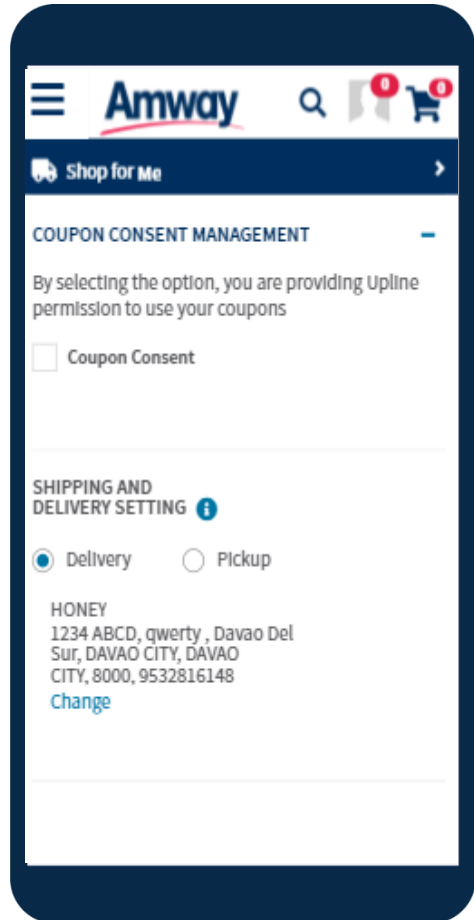 Amway
0
0
Shop for Me
COUPON CONSENT MANAGEMENT
By selecting the option, you are providing Upline
permission to use your coupons
Coupon Consent
SHIPPING AND
DELIVERY SETTING
Delivery
Pickup
HONEY
1234 ABCD, qwerty , Davao Del
Sur, DAVAO CITY, DAVAO
CITY, 8000, 9532816148
Change